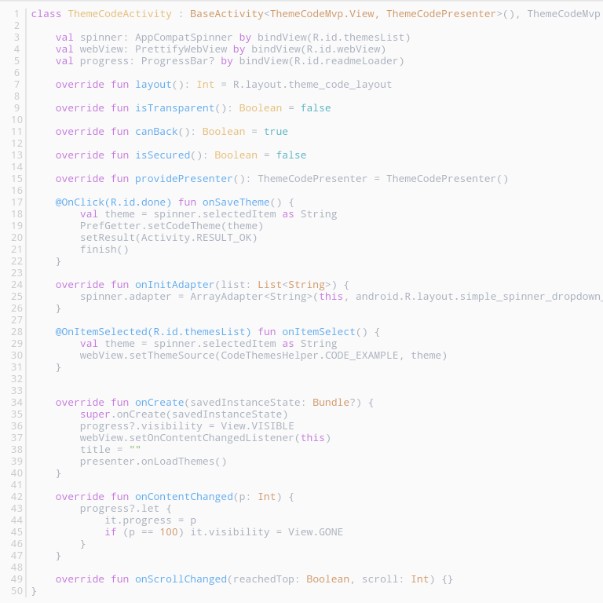 1 class ThemeCodeActivity : BaseActivity<ThemeCodeMvp.View, ThemeCodePresenter>(), ThemeCodeMvp
2
3 val spinner: AppCompatSpinner by bindView(R.id.themesList)
4 val webView: PrettifyWebView by bindView(R.id.webView)
5 val progress: ProgressBar? by bindView(R.id.readmeLoader)
6
7 override fun layout(): Int = R.layout.theme_code_layout
8
9 override fun isTransparent(): Boolean = false
10
11 override fun canBack(): Boolean = true
12
13 override fun isSecured(): Boolean = false
14
15 override fun providePresenter(): ThemeCodePresenter = ThemeCodePresenter()
16
17 @OnClick(R.id.done) fun onSaveTheme() {
18 val theme = spinner.selectedItem as String
19 PrefGetter.setCodeTheme(theme)
20 setResult(Activity.RESULT_OK)
21 finish()
22 }
23
24 override fun onInitAdapter(list: List<String>) {
25 spinner.adapter = ArrayAdapter<String>(this, android.R.layout.simple_spinner_dropdown_
26 }
27
28 @OnItemSelected(R.id.themesList) fun onItemSelect() {
29 val theme = spinner.selectedItem as String
30 webView.setThemeSource(CodeThemesHelper.CODE_EXAMPLE, theme)
31 }
32
33
34 override fun onCreate(savedInstanceState: Bundle?) {
35 super.onCreate(savedInstanceState)
36 progress?.visibility = View.VISIBLE
37 webView.setOnContentChangedListener(this)
38 title = ""
39 presenter.onLoadThemes()
40 }
41
42 override fun onContentChanged(p: Int) {
43 progress?.let {
44 it.progress = p
45 if (p == 100) it.visibility = View.GONE
46 }
47 }
48
49 override fun onScrollChanged(reachedTop: Boolean, scroll: Int) {}
50 }